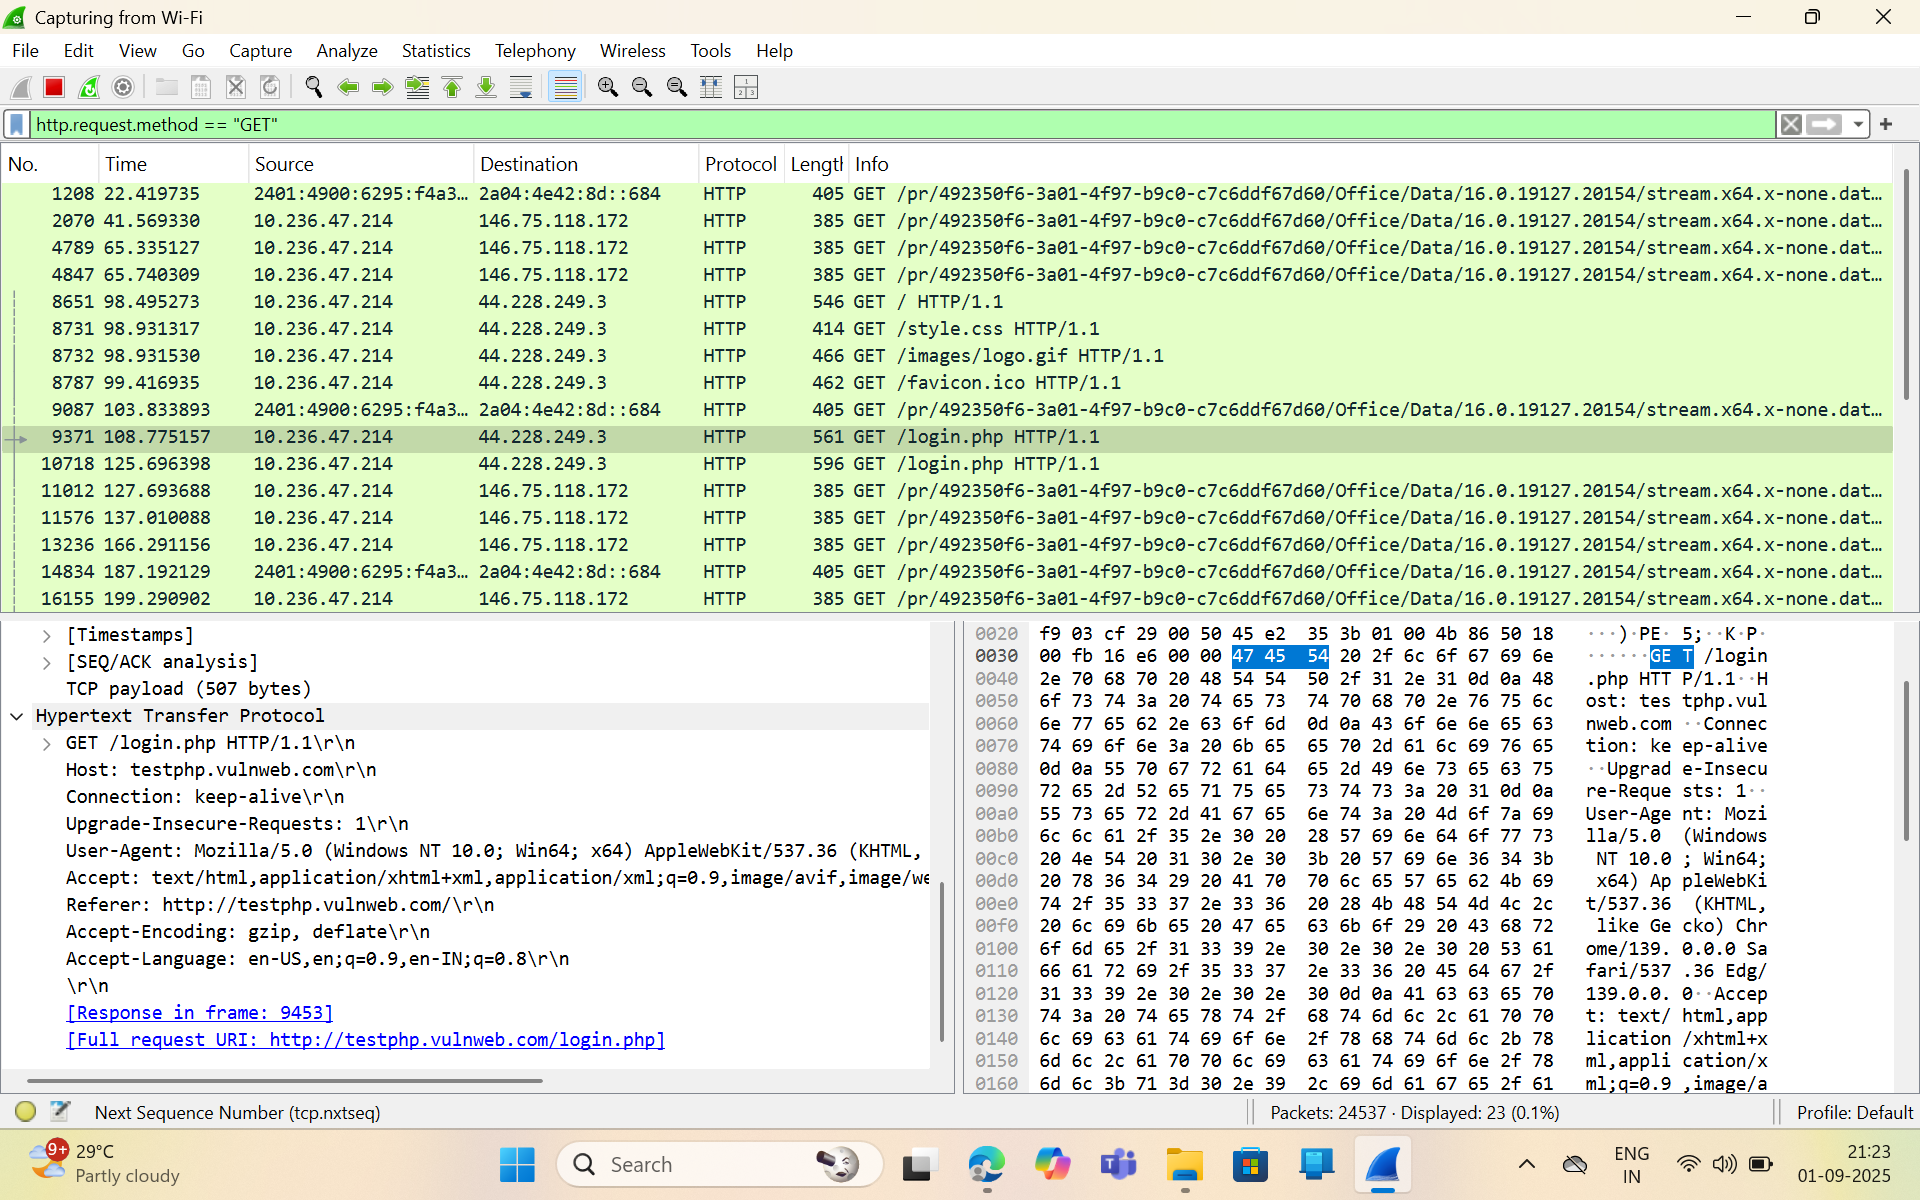 Capturing from Wi-Fi
File Edit View Go Capture Analyze Statistics Telephony Wireless Tools Help
http.request.method == "GET"
No. Time Source Destination Protocol Length Info
1208 22.419735 2401:4900:6295:f4a3… 2a04:4e42:8d::684 HTTP 405 GET /pr/492350f6-3a01-4f97-b9c0-c7c6ddf67d60/Office/Data/16.0.19127.20154/stream.x64.x-none.dat…
2070 41.569330 10.236.47.214 146.75.118.172 HTTP 385 GET /pr/492350f6-3a01-4f97-b9c0-c7c6ddf67d60/Office/Data/16.0.19127.20154/stream.x64.x-none.dat…
4789 65.335127 10.236.47.214 146.75.118.172 HTTP 385 GET /pr/492350f6-3a01-4f97-b9c0-c7c6ddf67d60/Office/Data/16.0.19127.20154/stream.x64.x-none.dat…
4847 65.740309 10.236.47.214 146.75.118.172 HTTP 385 GET /pr/492350f6-3a01-4f97-b9c0-c7c6ddf67d60/Office/Data/16.0.19127.20154/stream.x64.x-none.dat…
8651 98.495273 10.236.47.214 44.228.249.3 HTTP 546 GET / HTTP/1.1
8731 98.931317 10.236.47.214 44.228.249.3 HTTP 414 GET /style.css HTTP/1.1
8732 98.931530 10.236.47.214 44.228.249.3 HTTP 466 GET /images/logo.gif HTTP/1.1
8787 99.416935 10.236.47.214 44.228.249.3 HTTP 462 GET /favicon.ico HTTP/1.1
9087 103.833893 2401:4900:6295:f4a3… 2a04:4e42:8d::684 HTTP 405 GET /pr/492350f6-3a01-4f97-b9c0-c7c6ddf67d60/Office/Data/16.0.19127.20154/stream.x64.x-none.dat…
9371 108.775157 10.236.47.214 44.228.249.3 HTTP 561 GET /login.php HTTP/1.1
10718 125.696398 10.236.47.214 44.228.249.3 HTTP 596 GET /login.php HTTP/1.1
11012 127.693688 10.236.47.214 146.75.118.172 HTTP 385 GET /pr/492350f6-3a01-4f97-b9c0-c7c6ddf67d60/Office/Data/16.0.19127.20154/stream.x64.x-none.dat…
11576 137.010088 10.236.47.214 146.75.118.172 HTTP 385 GET /pr/492350f6-3a01-4f97-b9c0-c7c6ddf67d60/Office/Data/16.0.19127.20154/stream.x64.x-none.dat…
13236 166.291156 10.236.47.214 146.75.118.172 HTTP 385 GET /pr/492350f6-3a01-4f97-b9c0-c7c6ddf67d60/Office/Data/16.0.19127.20154/stream.x64.x-none.dat…
14834 187.192129 2401:4900:6295:f4a3… 2a04:4e42:8d::684 HTTP 405 GET /pr/492350f6-3a01-4f97-b9c0-c7c6ddf67d60/Office/Data/16.0.19127.20154/stream.x64.x-none.dat…
16155 199.290902 10.236.47.214 146.75.118.172 HTTP 385 GET /pr/492350f6-3a01-4f97-b9c0-c7c6ddf67d60/Office/Data/16.0.19127.20154/stream.x64.x-none.dat…
[Timestamps]
[SEQ/ACK analysis]
TCP payload (507 bytes)
Hypertext Transfer Protocol
GET /login.php HTTP/1.1\r\n
Host: testphp.vulnweb.com\r\n
Connection: keep-alive\r\n
Upgrade-Insecure-Requests: 1\r\n
User-Agent: Mozilla/5.0 (Windows NT 10.0; Win64; x64) AppleWebKit/537.36 (KHTML,
Accept: text/html,application/xhtml+xml,application/xml;q=0.9,image/avif,image/we
Referer: http://testphp.vulnweb.com/\r\n
Accept-Encoding: gzip, deflate\r\n
Accept-Language: en-US,en;q=0.9,en-IN;q=0.8\r\n
\r\n
[Response in frame: 9453]
[Full request URI: http://testphp.vulnweb.com/login.php]
0020 f9 03 cf 29 00 50 45 e2 35 3b 01 00 4b 86 50 18 ···)·PE· 5;··K·P·
0030 00 fb 16 e6 00 00 47 45 54 20 2f 6c 6f 67 69 6e ······GE T /login
0040 2e 70 68 70 20 48 54 54 50 2f 31 2e 31 0d 0a 48 .php HTT P/1.1··H
0050 6f 73 74 3a 20 74 65 73 74 70 68 70 2e 76 75 6c ost: tes tphp.vul
0060 6e 77 65 62 2e 63 6f 6d 0d 0a 43 6f 6e 6e 65 63 nweb.com ··Connec
0070 74 69 6f 6e 3a 20 6b 65 65 70 2d 61 6c 69 76 65 tion: ke ep-alive
0080 0d 0a 55 70 67 72 61 64 65 2d 49 6e 73 65 63 75 ··Upgrad e-Insecu
0090 72 65 2d 52 65 71 75 65 73 74 73 3a 20 31 0d 0a re-Reque sts: 1··
00a0 55 73 65 72 2d 41 67 65 6e 74 3a 20 4d 6f 7a 69 User-Age nt: Mozi
00b0 6c 6c 61 2f 35 2e 30 20 28 57 69 6e 64 6f 77 73 lla/5.0 (Windows
00c0 20 4e 54 20 31 30 2e 30 3b 20 57 69 6e 36 34 3b NT 10.0 ; Win64;
00d0 20 78 36 34 29 20 41 70 70 6c 65 57 65 62 4b 69 x64) Ap pleWebKi
00e0 74 2f 35 33 37 2e 33 36 20 28 4b 48 54 4d 4c 2c t/537.36 (KHTML,
00f0 20 6c 69 6b 65 20 47 65 63 6b 6f 29 20 43 68 72 like Ge cko) Chr
0100 6f 6d 65 2f 31 33 39 2e 30 2e 30 2e 30 20 53 61 ome/139. 0.0.0 Sa
0110 66 61 72 69 2f 35 33 37 2e 33 36 20 45 64 67 2f fari/537 .36 Edg/
0120 31 33 39 2e 30 2e 30 2e 30 0d 0a 41 63 63 65 70 139.0.0. 0··Accep
0130 74 3a 20 74 65 78 74 2f 68 74 6d 6c 2c 61 70 70 t: text/ html,app
0140 6c 69 63 61 74 69 6f 6e 2f 78 68 74 6d 6c 2b 78 lication /xhtml+x
0150 6d 6c 2c 61 70 70 6c 69 63 61 74 69 6f 6e 2f 78 ml,appli cation/x
0160 6d 6c 3b 71 3d 30 2e 39 2c 69 6d 61 67 65 2f 61 ml;q=0.9 ,image/a
Next Sequence Number (tcp.nxtseq) Packets: 24537 · Displayed: 23 (0.1%) Profile: Default
9+ 29°C
Partly cloudy
Search
ENG
IN
21:23
01-09-2025